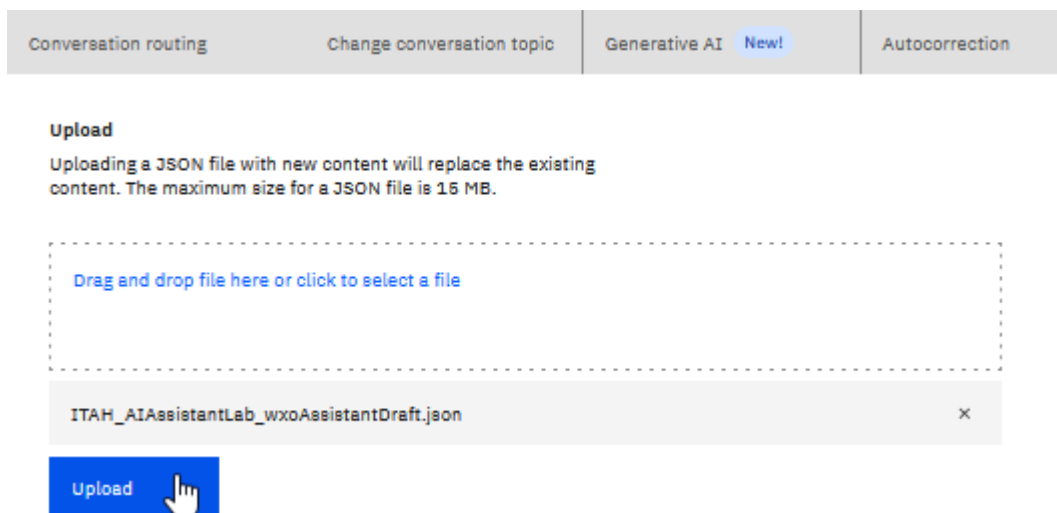 Conversation routing Change conversation topic Generative AI New! Autocorrection
Upload
Uploading a JSON file with new content will replace the existing
content. The maximum size for a JSON file is 15 MB.
Drag and drop file here or click to select a file
ITAH_AIAssistantLab_wxoAssistantDraft.json ×
Upload